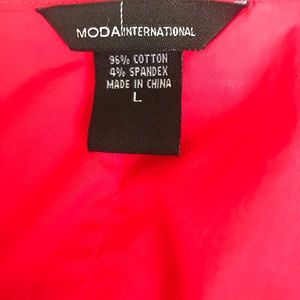 MODA INTERNATIONAL
96% COTTON
4% SPANDEX
MADE IN CHINA
L